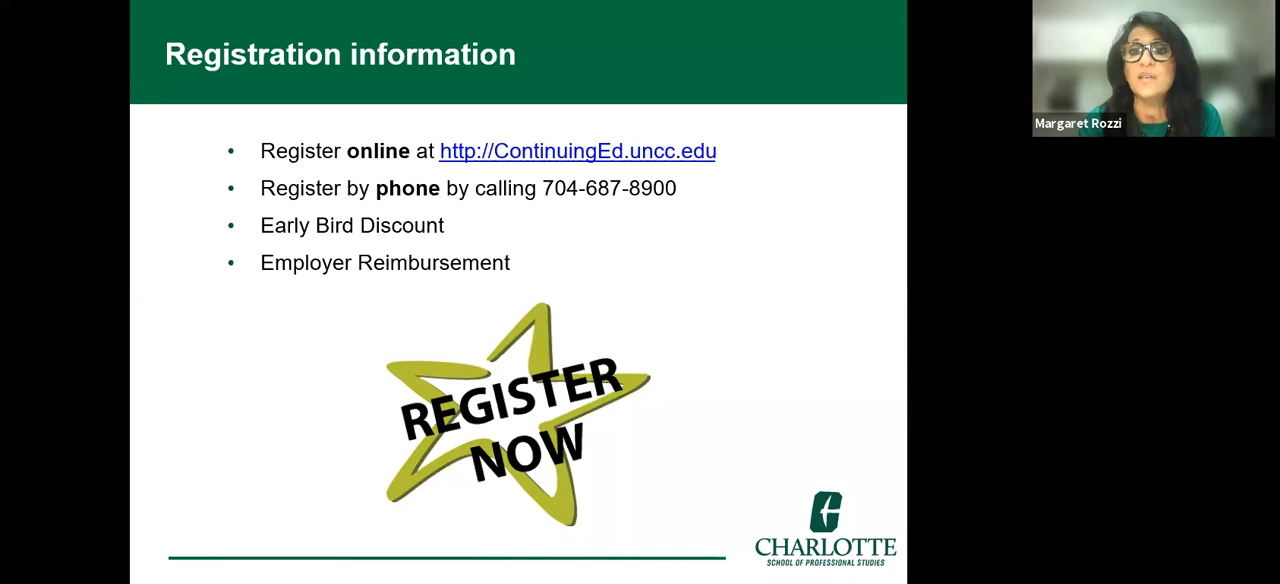 Registration information
• Register online at http://ContinuingEd.uncc.edu
• Register by phone by calling 704-687-8900
• Early Bird Discount
• Employer Reimbursement
REGISTER
NOW
CHARLOTTE
SCHOOL OF PROFESSIONAL STUDIES
Margaret Rozzi